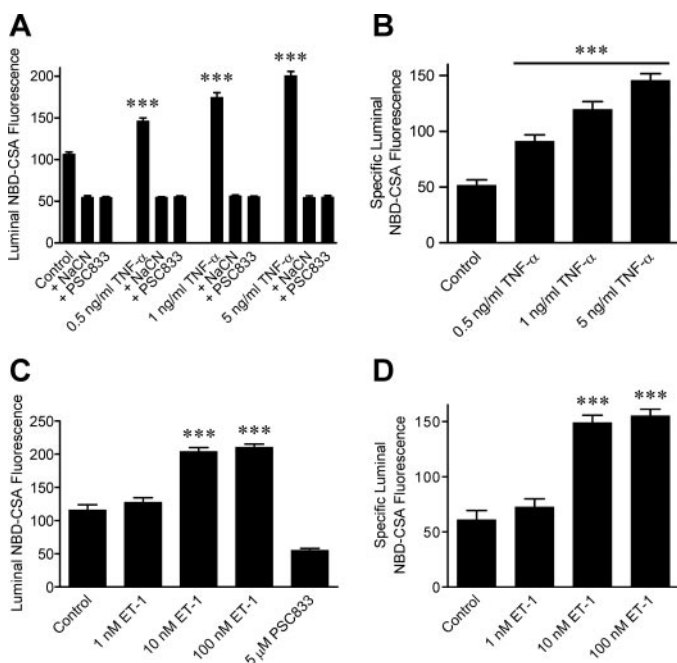 A
Luminal NBD-CSA Fluorescence
200
150
100
50
0
***
***
***
Control
+ NaCN
+ PSC833
0.5 ng/ml TNF-α
+ NaCN
+ PSC833
1 ng/ml TNF-α
+ NaCN
+ PSC833
5 ng/ml TNF-α
+ NaCN
+ PSC833
B
Specific Luminal
NBD-CSA Fluorescence
150
100
50
0
***
Control
0.5 ng/ml TNF-α
1 ng/ml TNF-α
5 ng/ml TNF-α
C
Luminal NBD-CSA Fluorescence
250
200
150
100
50
0
***
***
Control
1 nM ET-1
10 nM ET-1
100 nM ET-1
5 μM PSC833
D
Specific Luminal
NBD-CSA Fluorescence
150
100
50
0
***
***
Control
1 nM ET-1
10 nM ET-1
100 nM ET-1